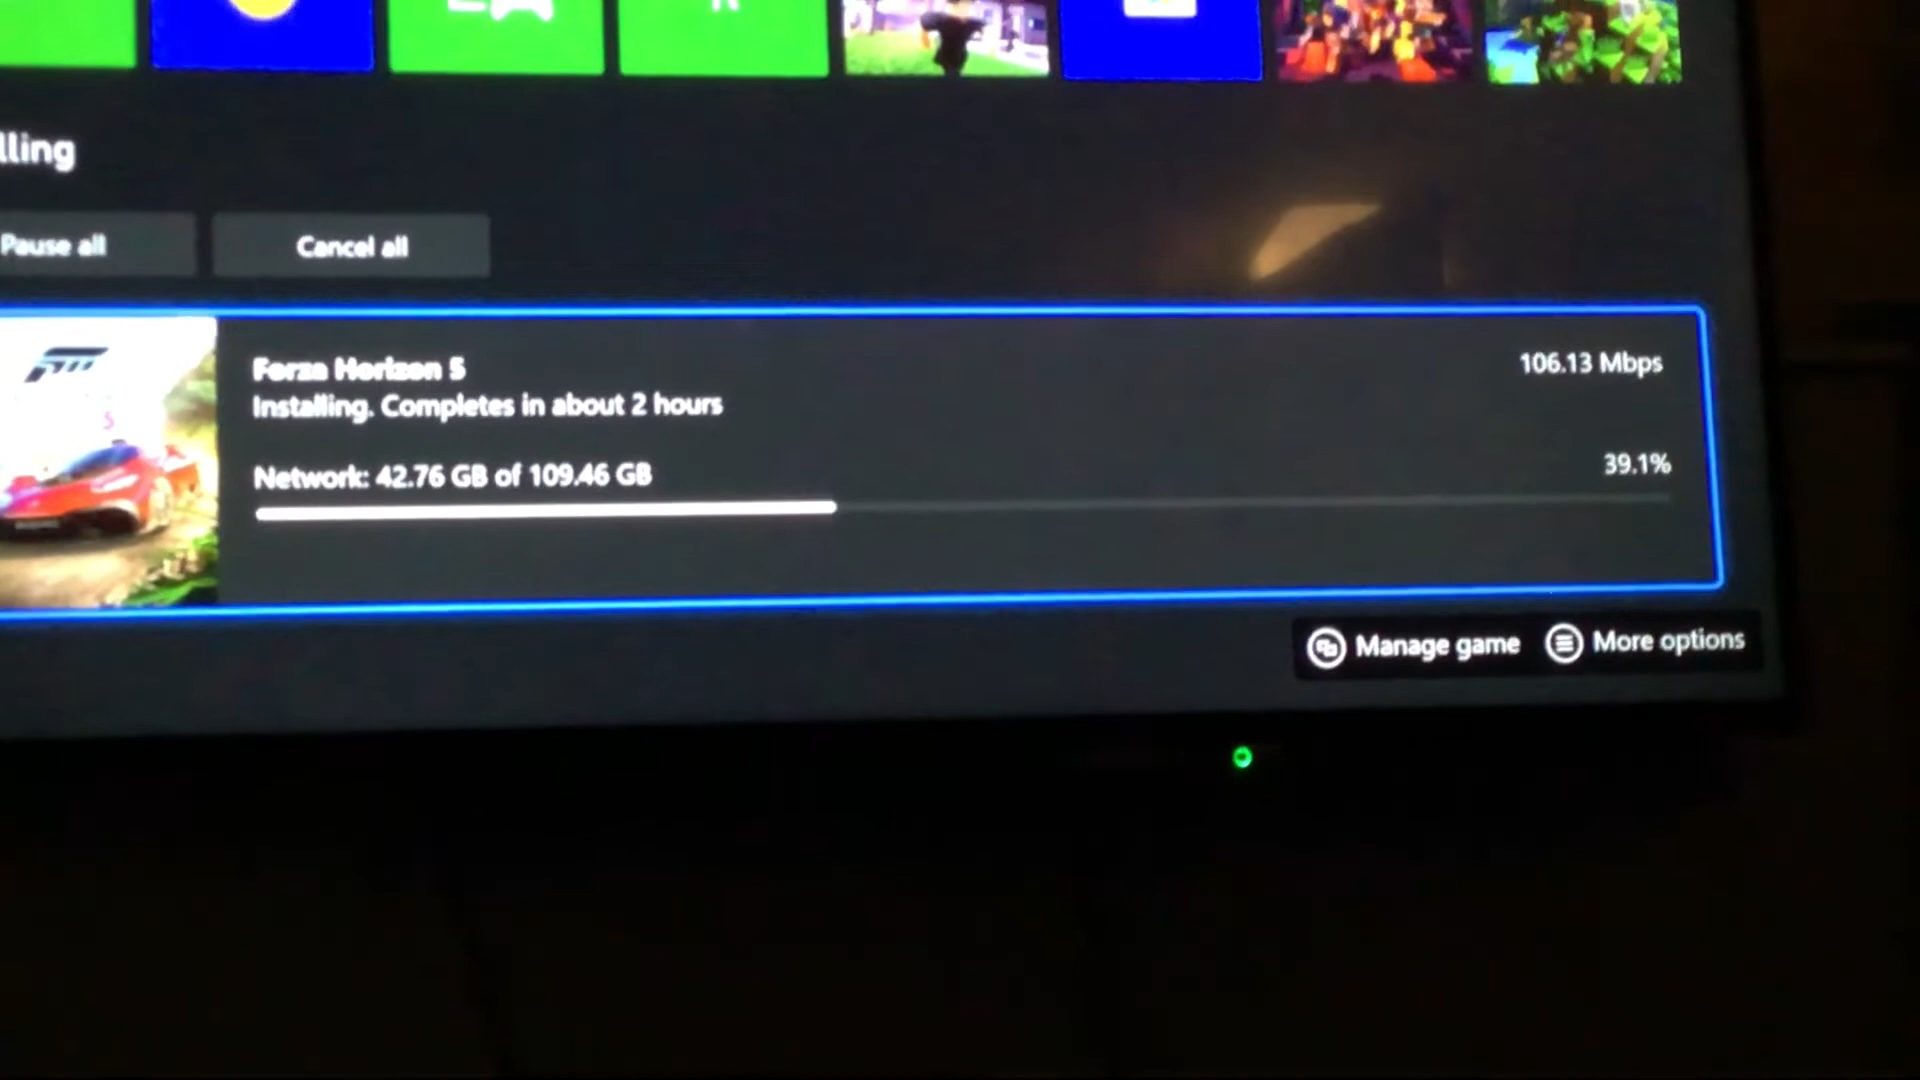 lling
Pause all
Cancel all
Forza Horizon 5
106.13 Mbps
Installing. Completes in about 2 hours
Network: 42.76 GB of 109.46 GB
39.1%
Manage game
More options